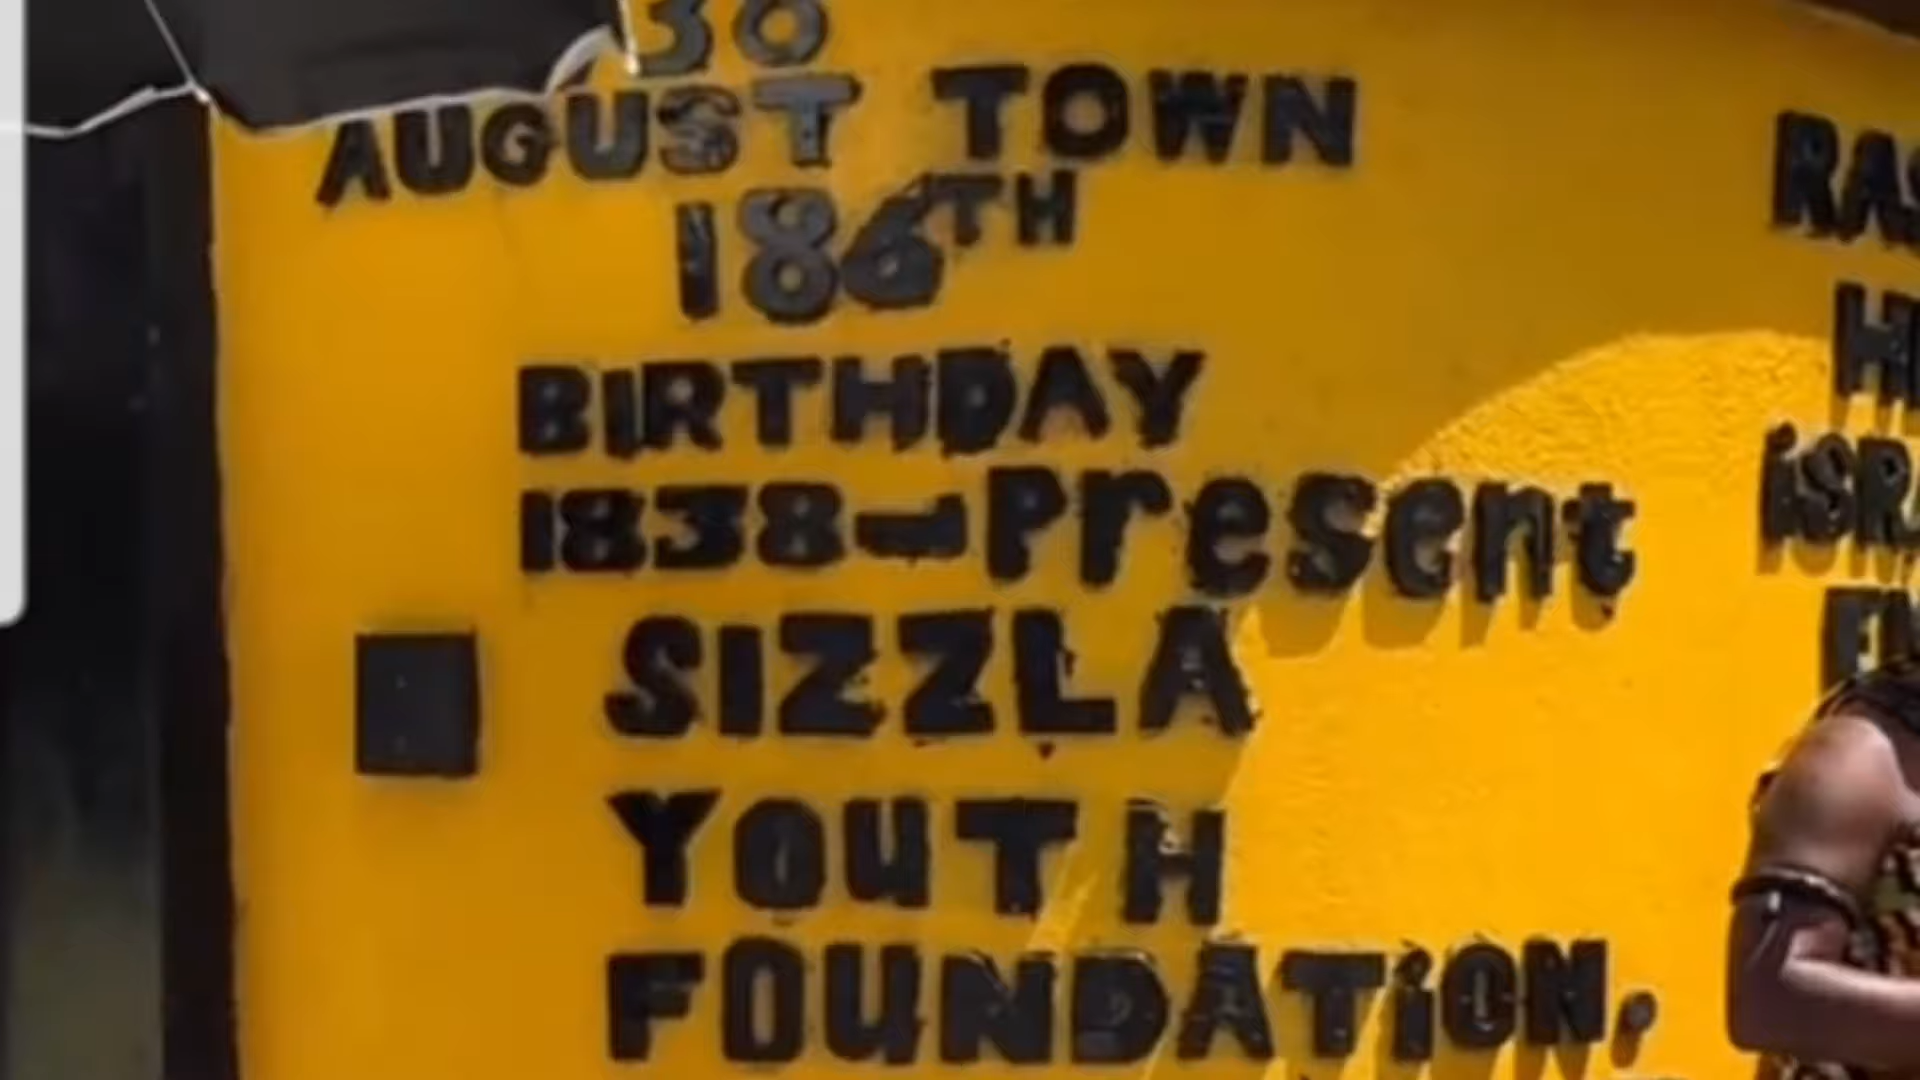 30
AUGUST TOWN
186TH
BIRTHDAY
1838-Present
SIZZLA
YOUTH
FOUNDATiON.